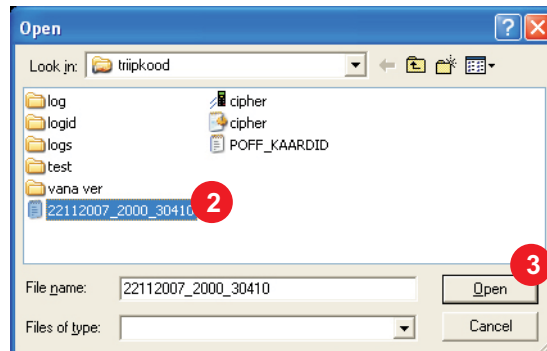 Open
Look in: triipkood
log
logid
logs
test
vana ver
22112007_2000_30410
cipher
cipher
POFF_KAARDID
2
3
File name: 22112007_2000_30410
Open
Files of type:
Cancel